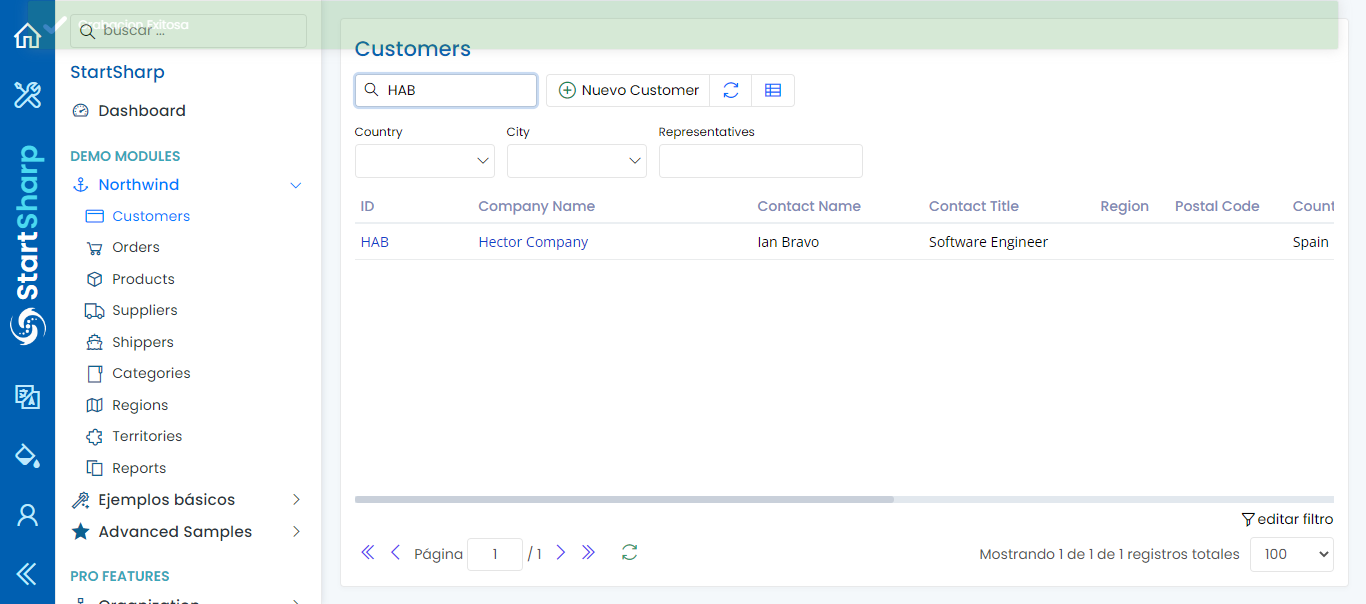 Grabacion Exitosa
buscar ...
StartSharp
StartSharp
Dashboard
DEMO MODULES
Northwind
Customers
Orders
Products
Suppliers
Shippers
Categories
Regions
Territories
Reports
Ejemplos básicos
Advanced Samples
PRO FEATURES
Organization
Customers
HAB
Nuevo Customer
Country City Representatives
ID Company Name Contact Name Contact Title Region Postal Code Count
HAB Hector Company Ian Bravo Software Engineer Spain
editar filtro
Página 1 / 1 Mostrando 1 de 1 de 1 registros totales 100